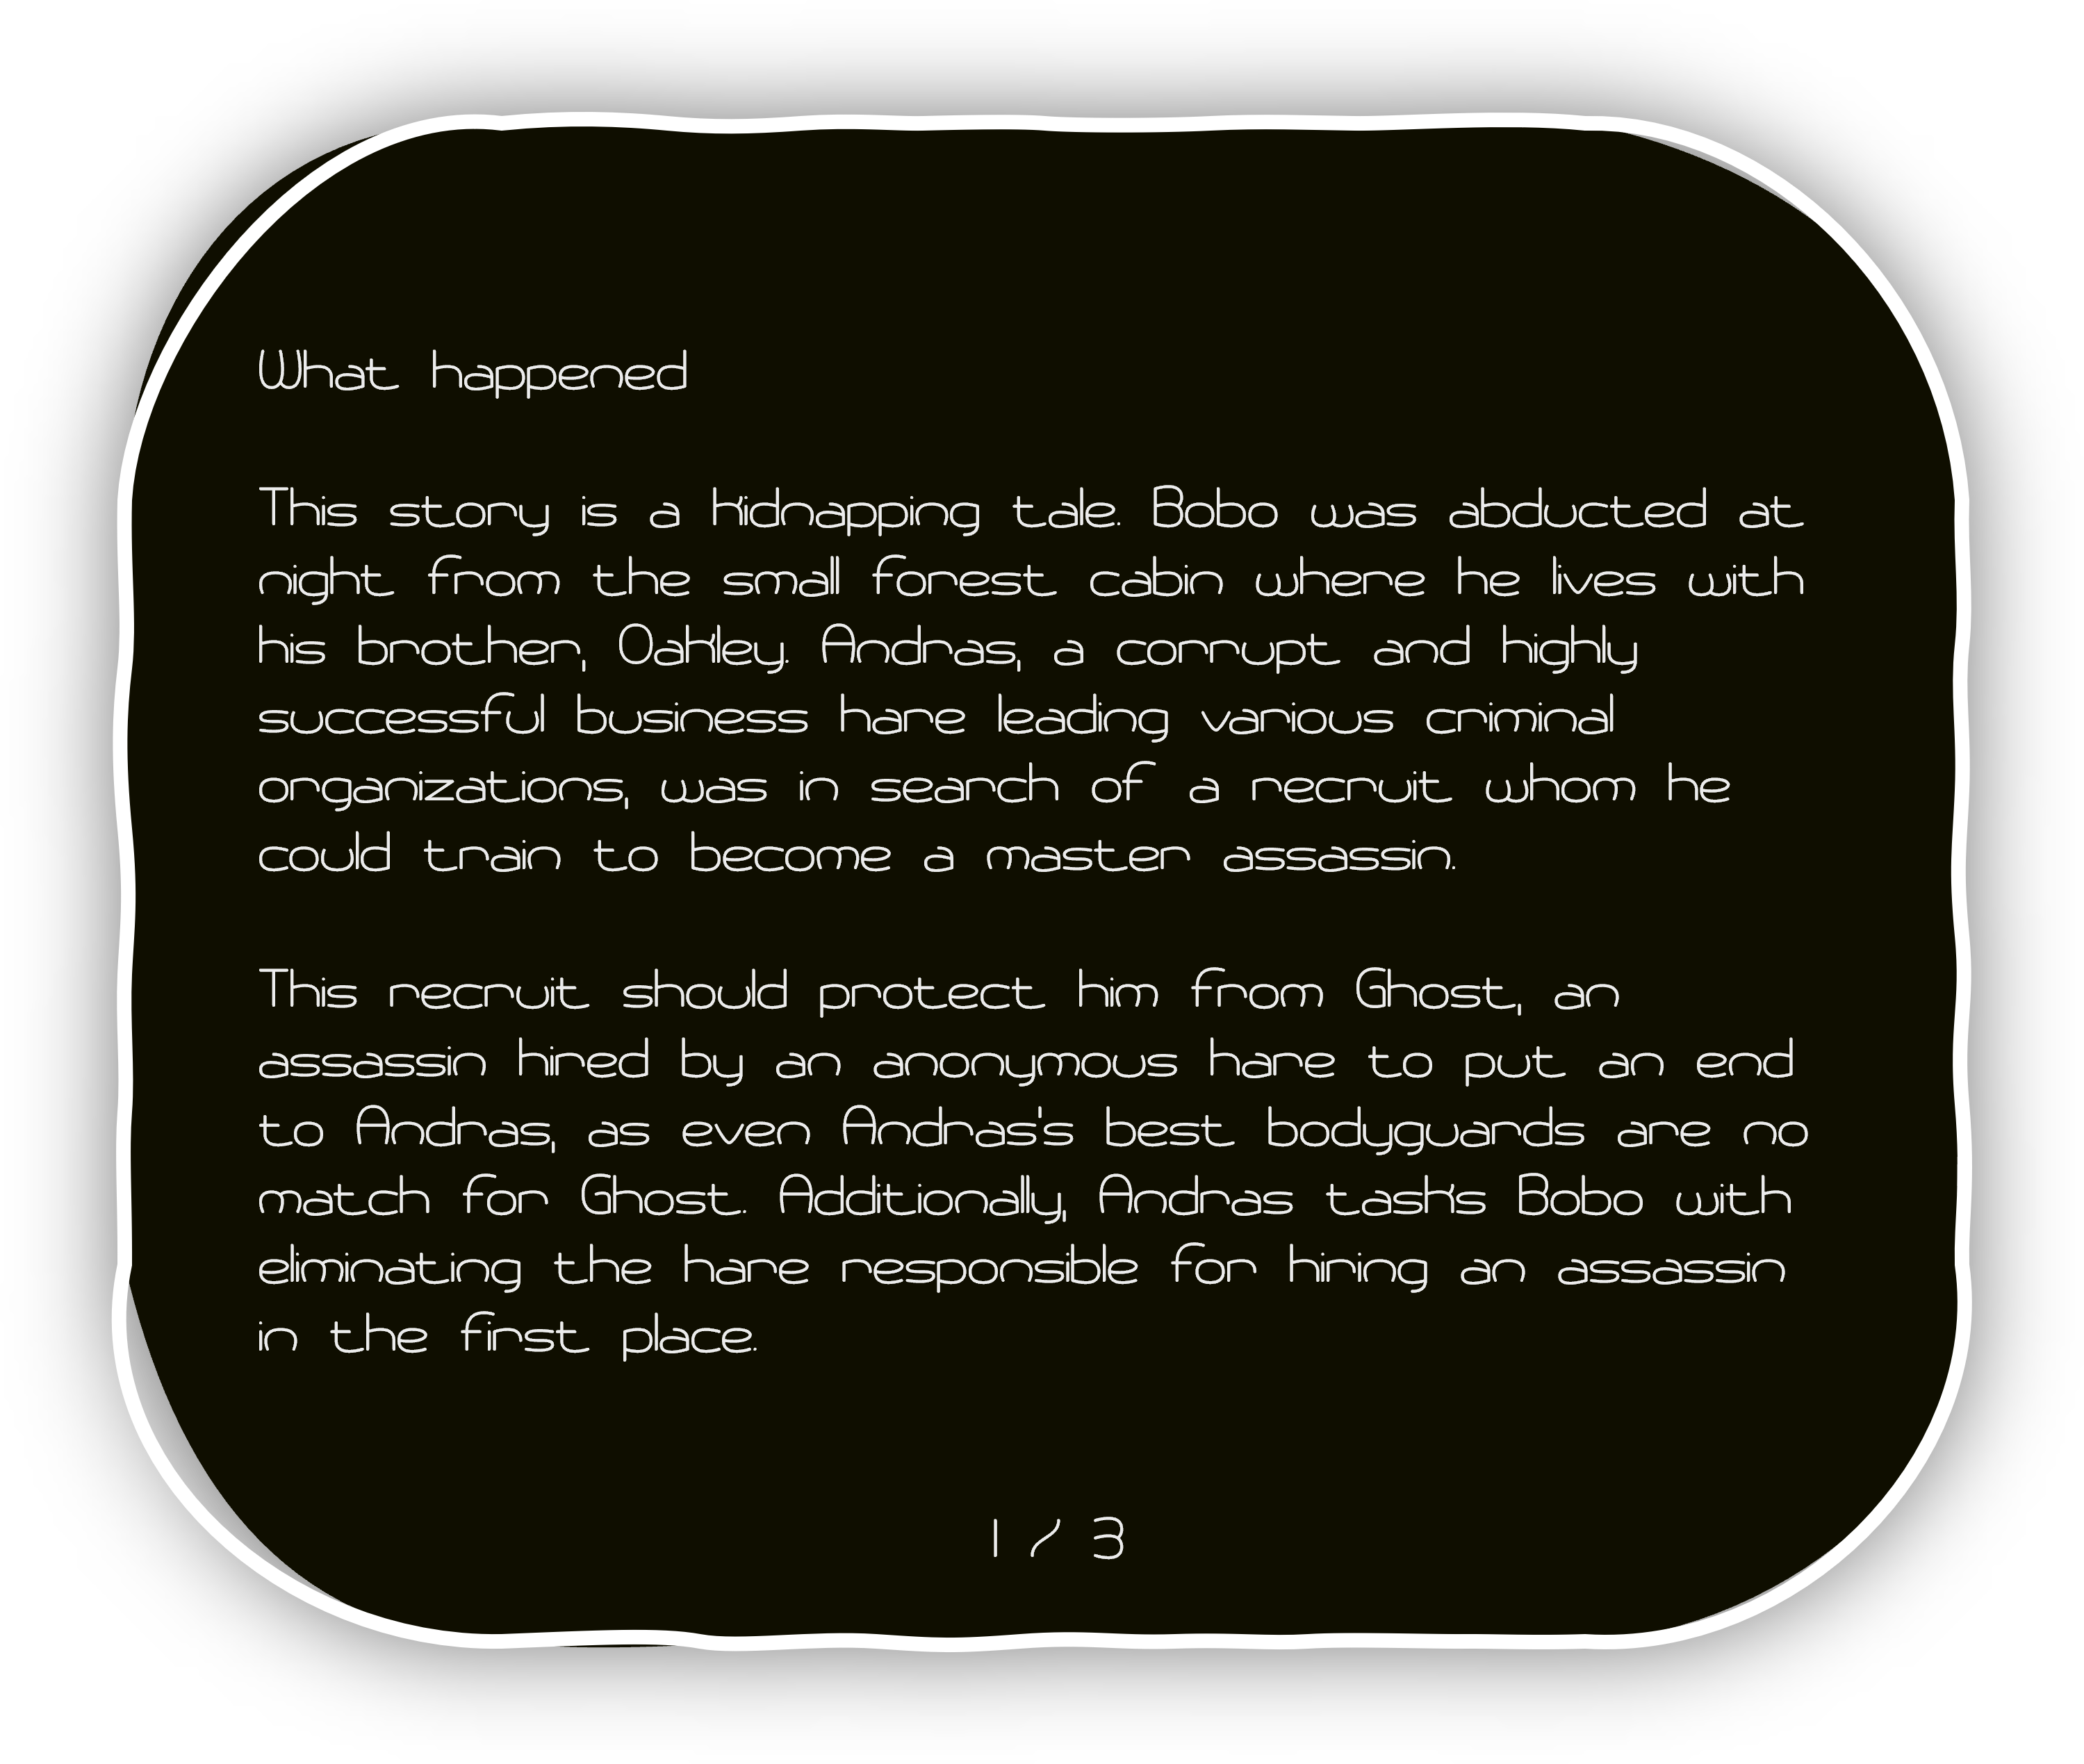 What happened
This story is a kidnapping tale. Bobo was abducted at
night from the small forest cabin where he lives with
his brother, Oakley. Andras, a corrupt and highly
successful business hare leading various criminal
organizations, was in search of a recruit whom he
could train to become a master assassin.
This recruit should protect him from Ghost, an
assassin hired by an anonymous hare to put an end
to Andras, as even Andras's best bodyguards are no
match for Ghost. Additionally, Andras tasks Bobo with
eliminating the hare responsible for hiring an assassin
in the first place.
1 / 3